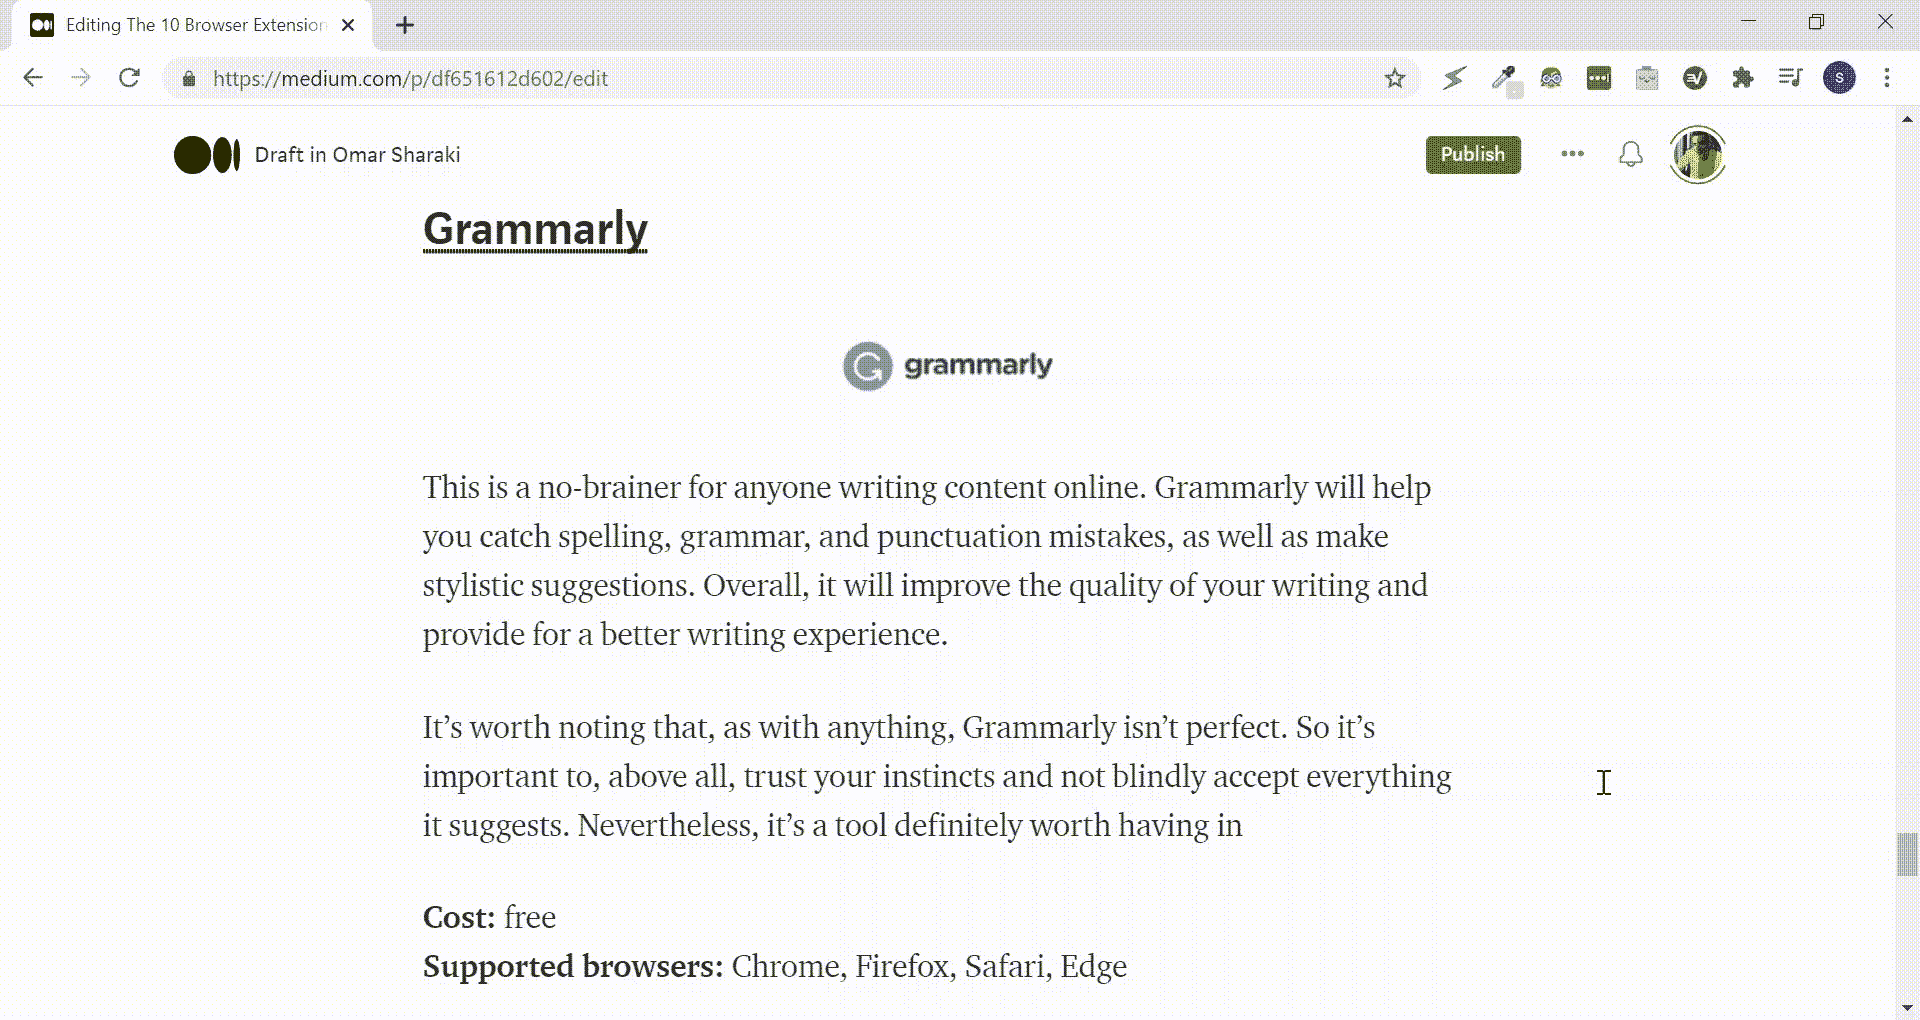 Editing The 10 Browser Extension
https://medium.com/p/df651612d602/edit
S
Draft in Omar Sharaki
Publish
Grammarly
grammarly
This is a no-brainer for anyone writing content online. Grammarly will help
you catch spelling, grammar, and punctuation mistakes, as well as make
stylistic suggestions. Overall, it will improve the quality of your writing and
provide for a better writing experience.
It’s worth noting that, as with anything, Grammarly isn’t perfect. So it’s
important to, above all, trust your instincts and not blindly accept everything
it suggests. Nevertheless, it’s a tool definitely worth having in
Cost: free
Supported browsers: Chrome, Firefox, Safari, Edge